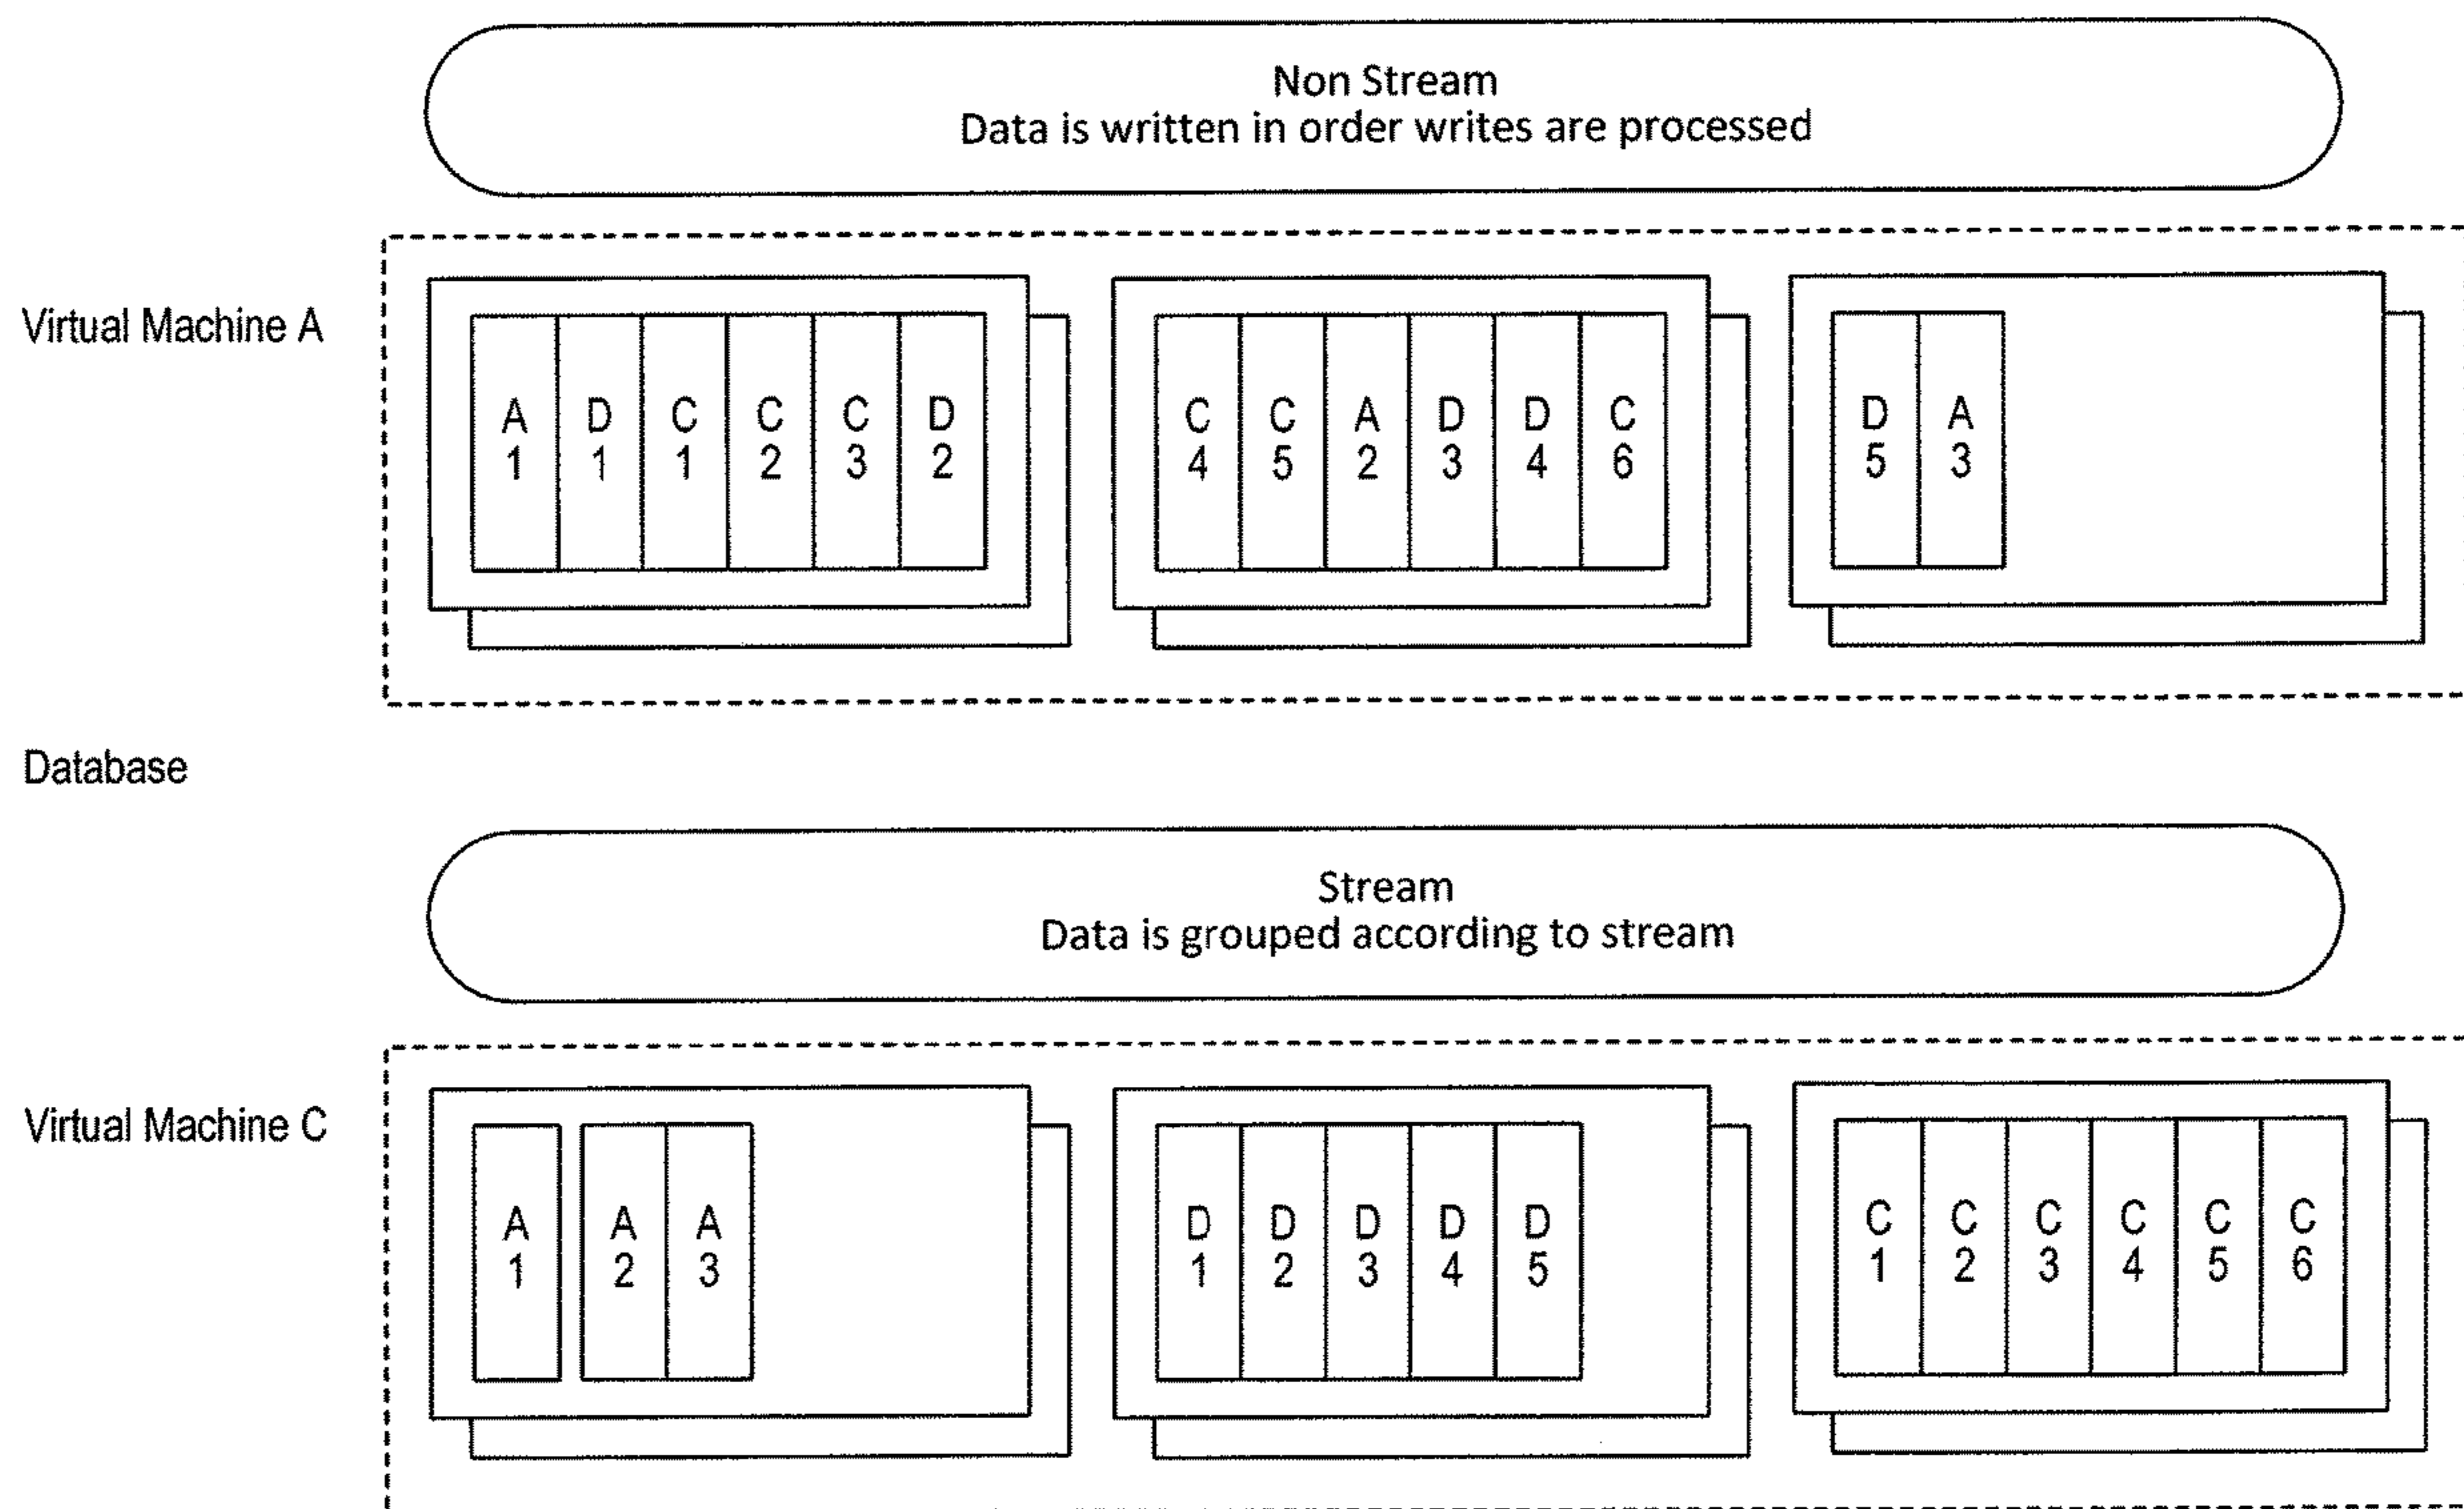 Non Stream
Data is written in order writes are processed
Virtual Machine A
A D C C C D
1 1 1 2 3 2
C C A D D C
4 5 2 3 4 6
D A
5 3
Database
Stream
Data is grouped according to stream
Virtual Machine C
A A A
1 2 3
D D D D D
1 2 3 4 5
C C C C C C
1 2 3 4 5 6